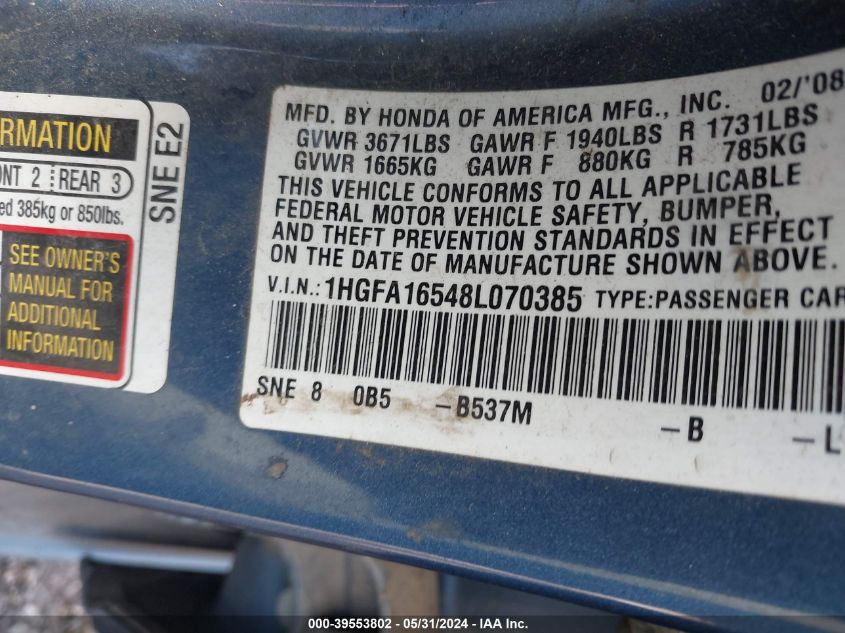 RMATION
ONT 2 REAR 3
ed 385kg or 850lbs.
SEE OWNER'S
MANUAL FOR
ADDITIONAL
INFORMATION
SNE E2
MFD. BY HONDA OF AMERICA MFG., INC. 02/'08
GVWR 3671LBS GAWR F 1940LBS R 1731LBS
GVWR 1665KG GAWR F 880KG R 785KG
THIS VEHICLE CONFORMS TO ALL APPLICABLE
FEDERAL MOTOR VEHICLE SAFETY, BUMPER,
AND THEFT PREVENTION STANDARDS IN EFFECT
ON THE DATE OF MANUFACTURE SHOWN ABOVE.
V.I.N.: 1HGFA16548L070385 TYPE:PASSENGER CAR
SNE 8 0B5 -B537M -B -L
000-39553802 - 05/31/2024 - IAA Inc.